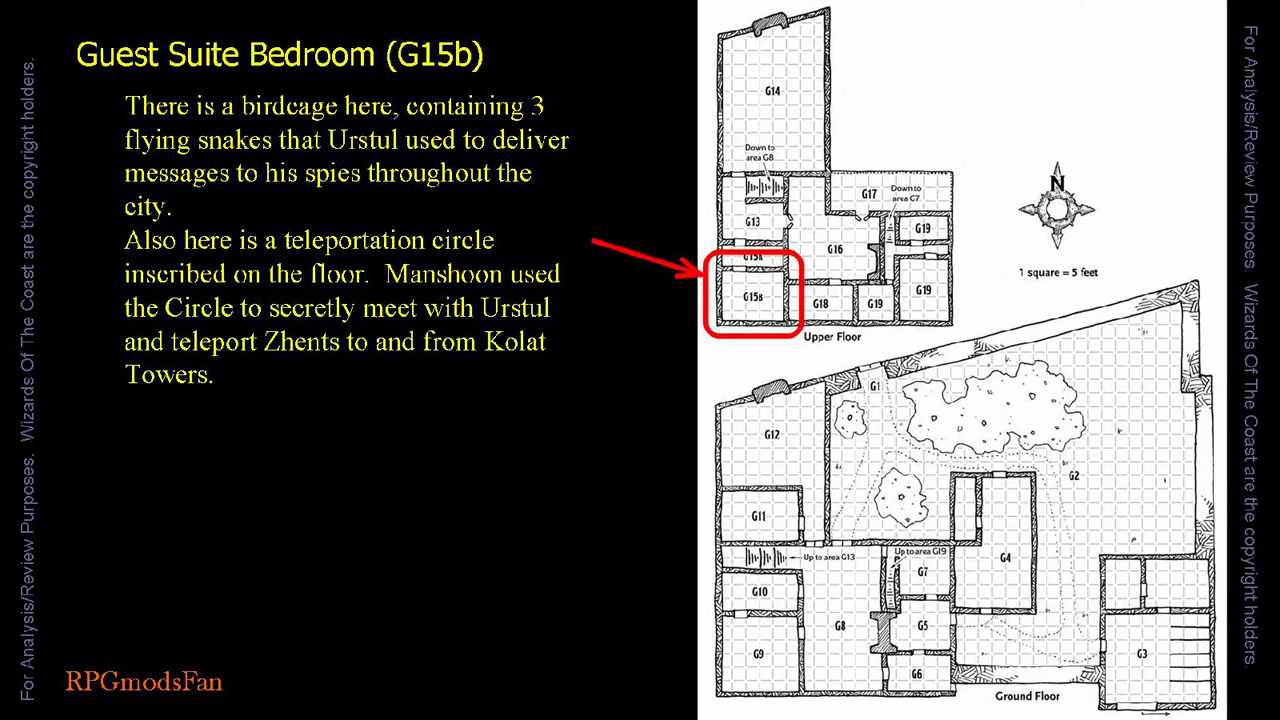 Guest Suite Bedroom (G15b)
There is a birdcage here, containing 3
flying snakes that Urstul used to deliver
messages to his spies throughout the
city.
Also here is a teleportation circle
inscribed on the floor.  Manshoon used
the Circle to secretly meet with Urstul
and teleport Zhents to and from Kolat
Towers.
RPGmodsFan
For Analysis/Review Purposes.  Wizards Of The Coast are the copyright holders.
G14
Down to
area G8
G17
Down to
area G7
G13
G19
G16
G15A
G15B
G18
G19
G19
Upper Floor
N
1 square = 5 feet
G1
G12
G2
G11
Up to area G13
Up to area G19
G7
G4
G10
G8
G5
G9
G6
G3
Ground Floor
For Analysis/Review Purposes.  Wizards Of The Coast are the copyright holders.